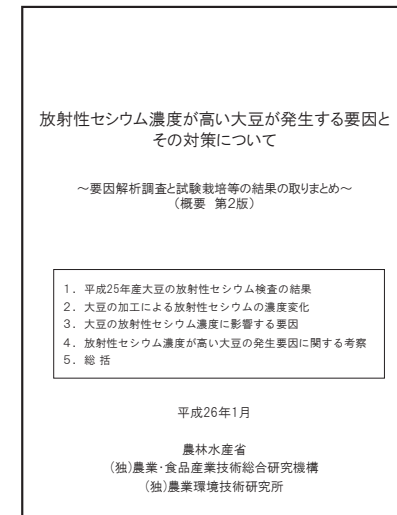 放射性セシウム濃度が高い大豆が発生する要因と
その対策について
～要因解析調査と試験栽培等の結果の取りまとめ～
（概要 第2版）
１．平成25年産大豆の放射性セシウム検査の結果
２．大豆の加工による放射性セシウムの濃度変化
３．大豆の放射性セシウム濃度に影響する要因
４．放射性セシウム濃度が高い大豆の発生要因に関する考察
５．総 括
平成26年1月
農林水産省
(独)農業・食品産業技術総合研究機構
(独)農業環境技術研究所